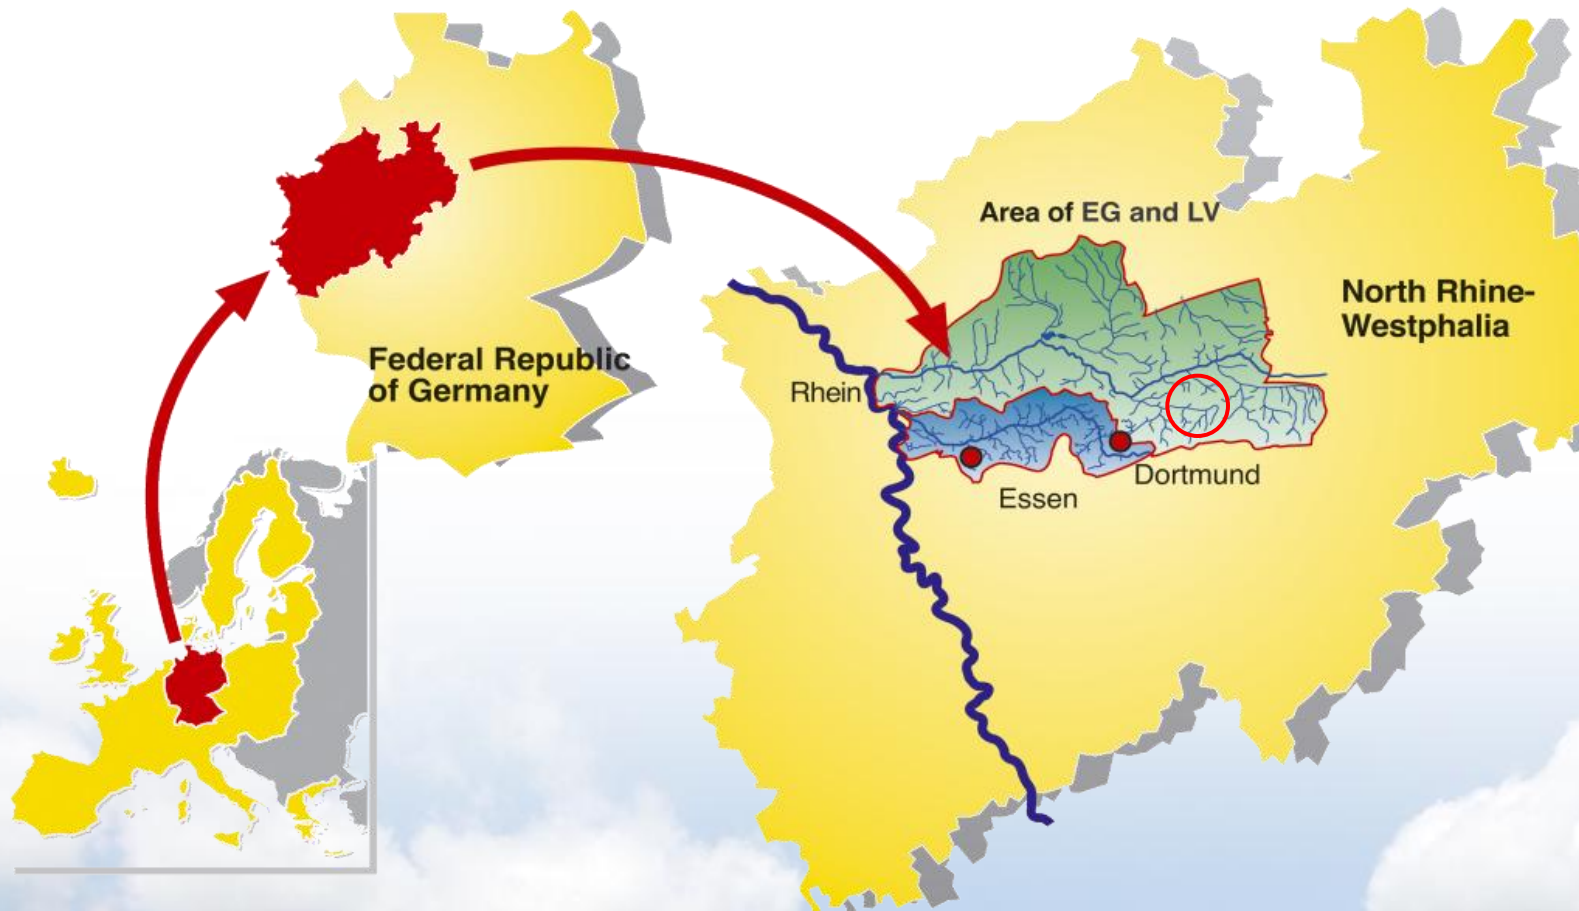 Federal Republic
of Germany
Area of EG and LV
North Rhine-
Westphalia
Rhein
Dortmund
Essen